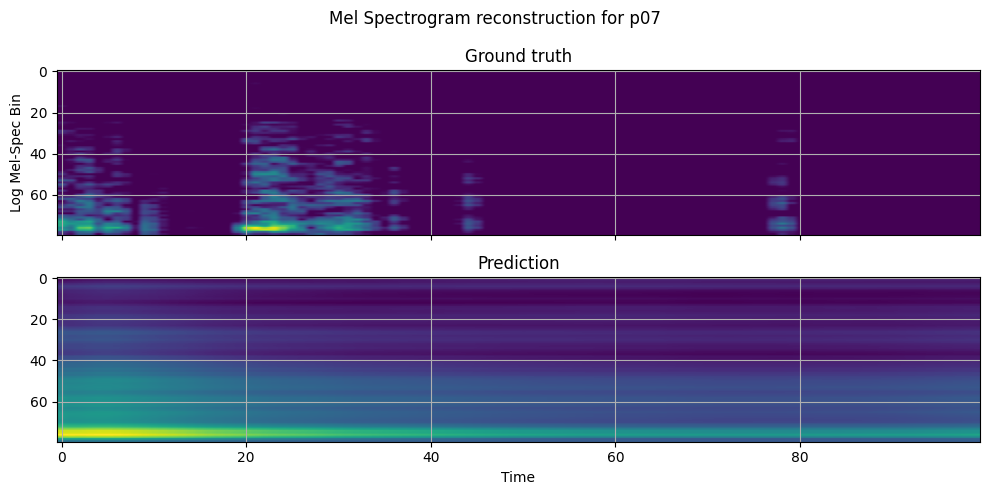 Mel Spectrogram reconstruction for p07
Ground truth
Log Mel-Spec Bin
0
20
40
60
Prediction
0
20
40
60
0 20 40 60 80
Time